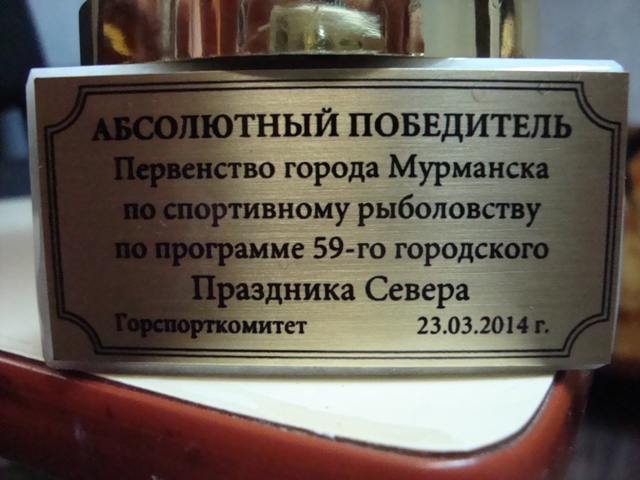 АБСОЛЮТНЫЙ ПОБЕДИТЕЛЬ
Первенство города Мурманска
по спортивному рыболовству
по программе 59-го городского
Праздника Севера
Горспорткомитет 23.03.2014 г.